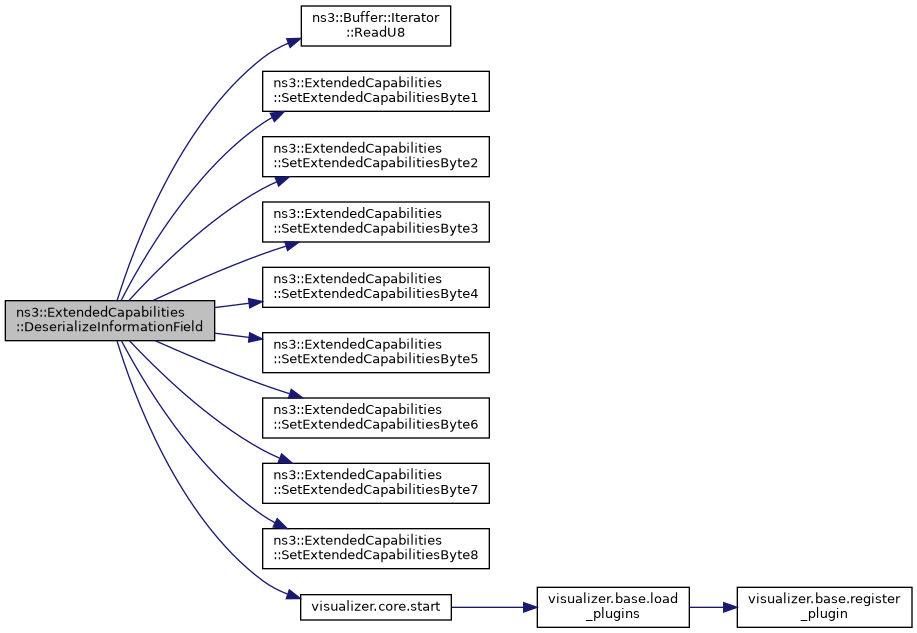 ns3::Buffer::Iterator
::ReadU8
ns3::ExtendedCapabilities
::SetExtendedCapabilitiesByte1
ns3::ExtendedCapabilities
::SetExtendedCapabilitiesByte2
ns3::ExtendedCapabilities
::SetExtendedCapabilitiesByte3
ns3::ExtendedCapabilities
::SetExtendedCapabilitiesByte4
ns3::ExtendedCapabilities
::DeserializeInformationField
ns3::ExtendedCapabilities
::SetExtendedCapabilitiesByte5
ns3::ExtendedCapabilities
::SetExtendedCapabilitiesByte6
ns3::ExtendedCapabilities
::SetExtendedCapabilitiesByte7
ns3::ExtendedCapabilities
::SetExtendedCapabilitiesByte8
visualizer.core.start
visualizer.base.load
_plugins
visualizer.base.register
_plugin